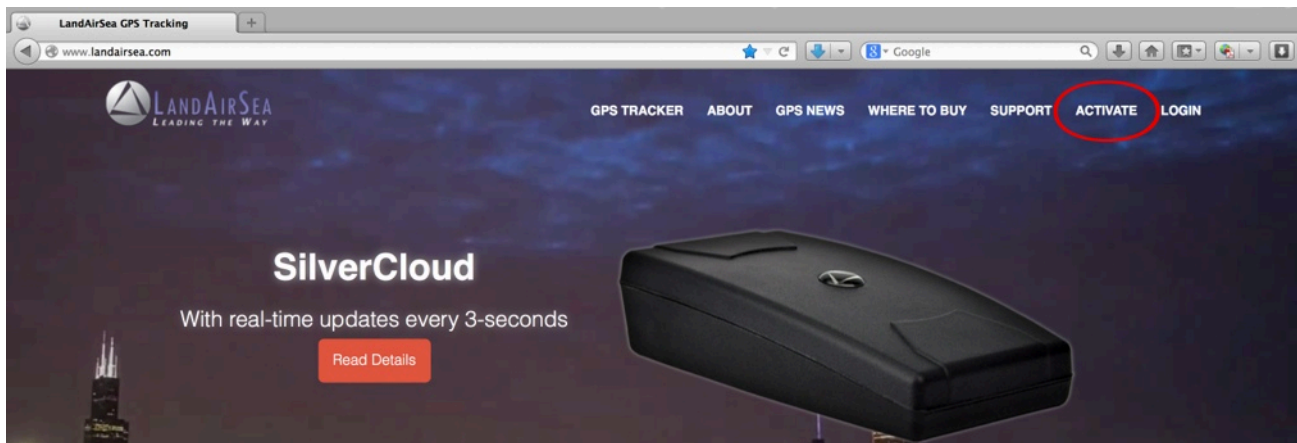 LandAirSea GPS Tracking
www.landairsea.com
Google
LANDAIRSEA
LEADING THE WAY
GPS TRACKER ABOUT GPS NEWS WHERE TO BUY SUPPORT ACTIVATE LOGIN
SilverCloud
With real-time updates every 3-seconds
Read Details